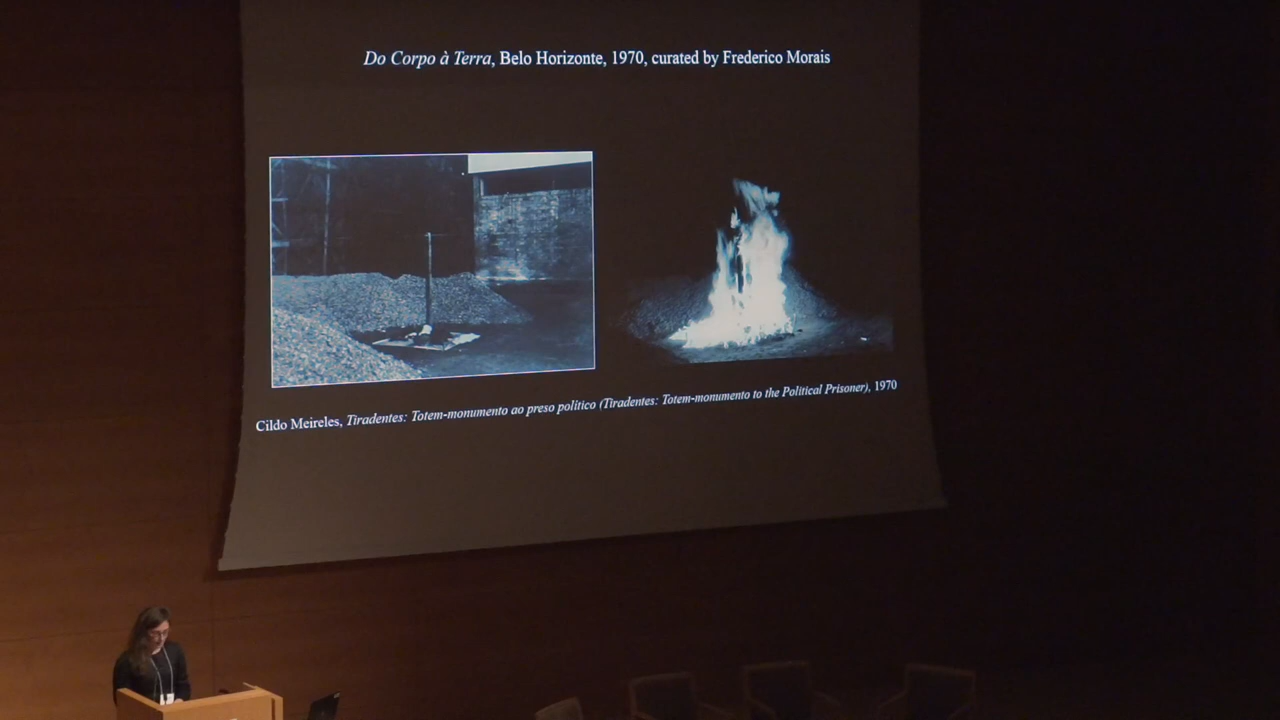 Do Corpo à Terra, Belo Horizonte, 1970, curated by Frederico Morais
Cildo Meireles, Tiradentes: Totem-monumento ao preso político (Tiradentes: Totem-monumento to the Political Prisoner), 1970